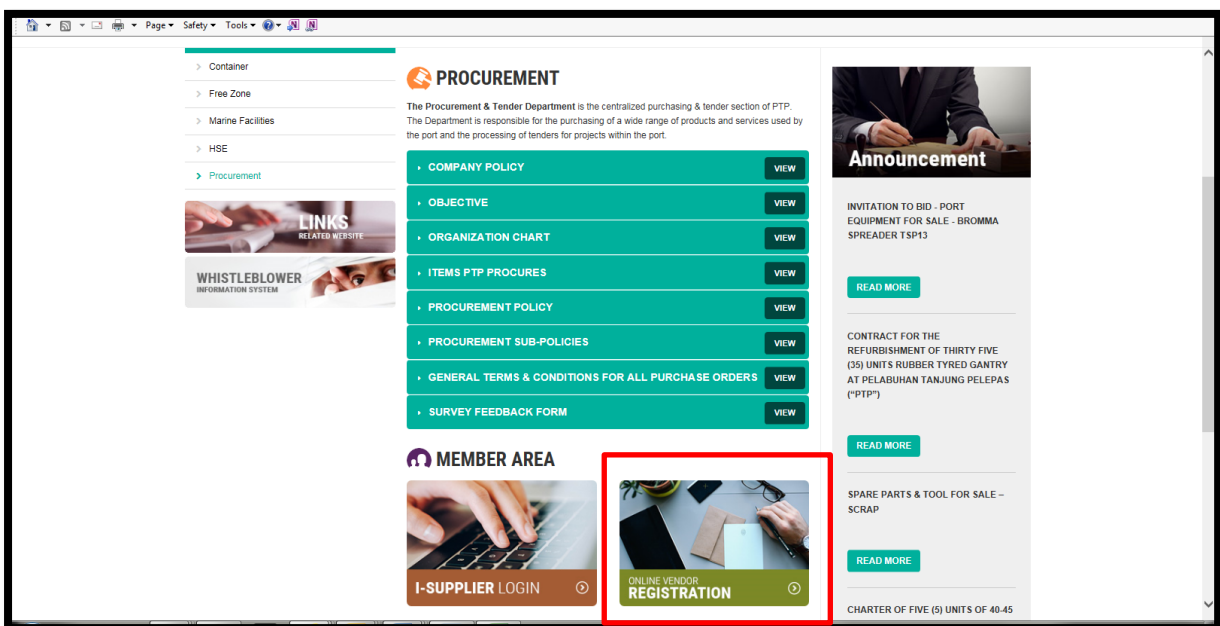 Page
Safety
Tools
Container
Free Zone
Marine Facilities
HSE
Procurement
LINKS
RELATED WEBSITE
WHISTLEBLOWER
INFORMATION SYSTEM
PROCUREMENT
The Procurement & Tender Department is the centralized purchasing & tender section of PTP.
The Department is responsible for the purchasing of a wide range of products and services used by
the port and the processing of tenders for projects within the port.
COMPANY POLICY VIEW
OBJECTIVE VIEW
ORGANIZATION CHART VIEW
ITEMS PTP PROCURES VIEW
PROCUREMENT POLICY VIEW
PROCUREMENT SUB-POLICIES VIEW
GENERAL TERMS & CONDITIONS FOR ALL PURCHASE ORDERS VIEW
SURVEY FEEDBACK FORM VIEW
MEMBER AREA
I-SUPPLIER LOGIN
ONLINE VENDOR
REGISTRATION
Announcement
INVITATION TO BID - PORT
EQUIPMENT FOR SALE - BROMMA
SPREADER TSP13
READ MORE
CONTRACT FOR THE
REFURBISHMENT OF THIRTY FIVE
(35) UNITS RUBBER TYRED GANTRY
AT PELABUHAN TANJUNG PELEPAS
(“PTP”)
READ MORE
SPARE PARTS & TOOL FOR SALE –
SCRAP
READ MORE
CHARTER OF FIVE (5) UNITS OF 40-45